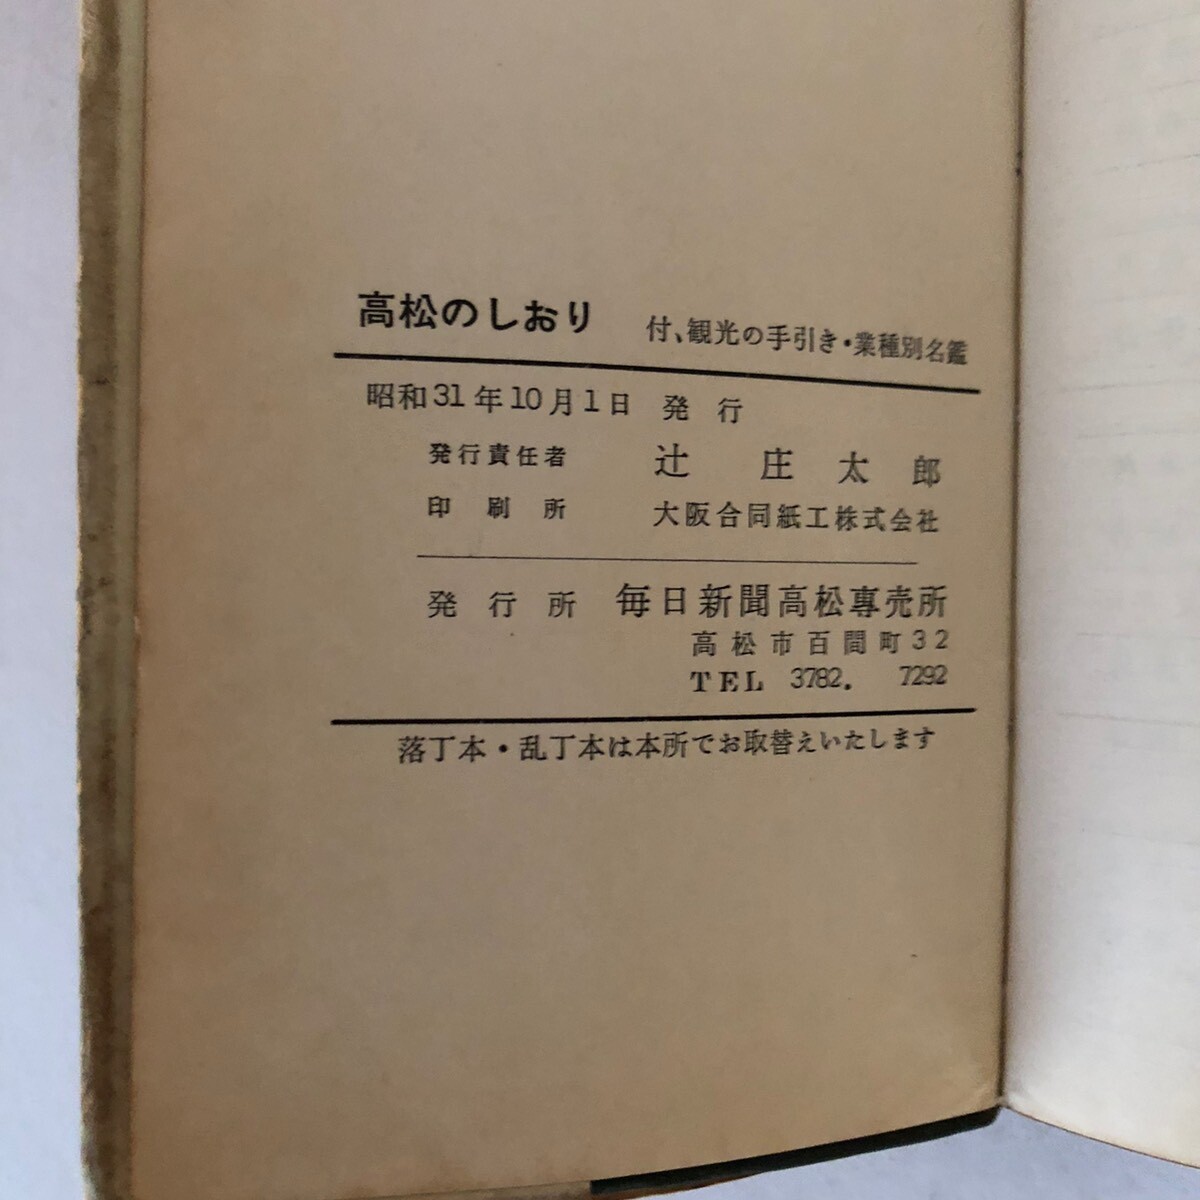 高松のしおり 付、観光の手引き・業種別名鑑
昭和31年10月1日 発行
発行責任者 辻庄太郎
印刷所 大阪合同紙工株式会社
発行所 毎日新聞高松専売所
高松市百間町32
TEL 3782. 7292
落丁本・乱丁本は本所でお取替えいたします